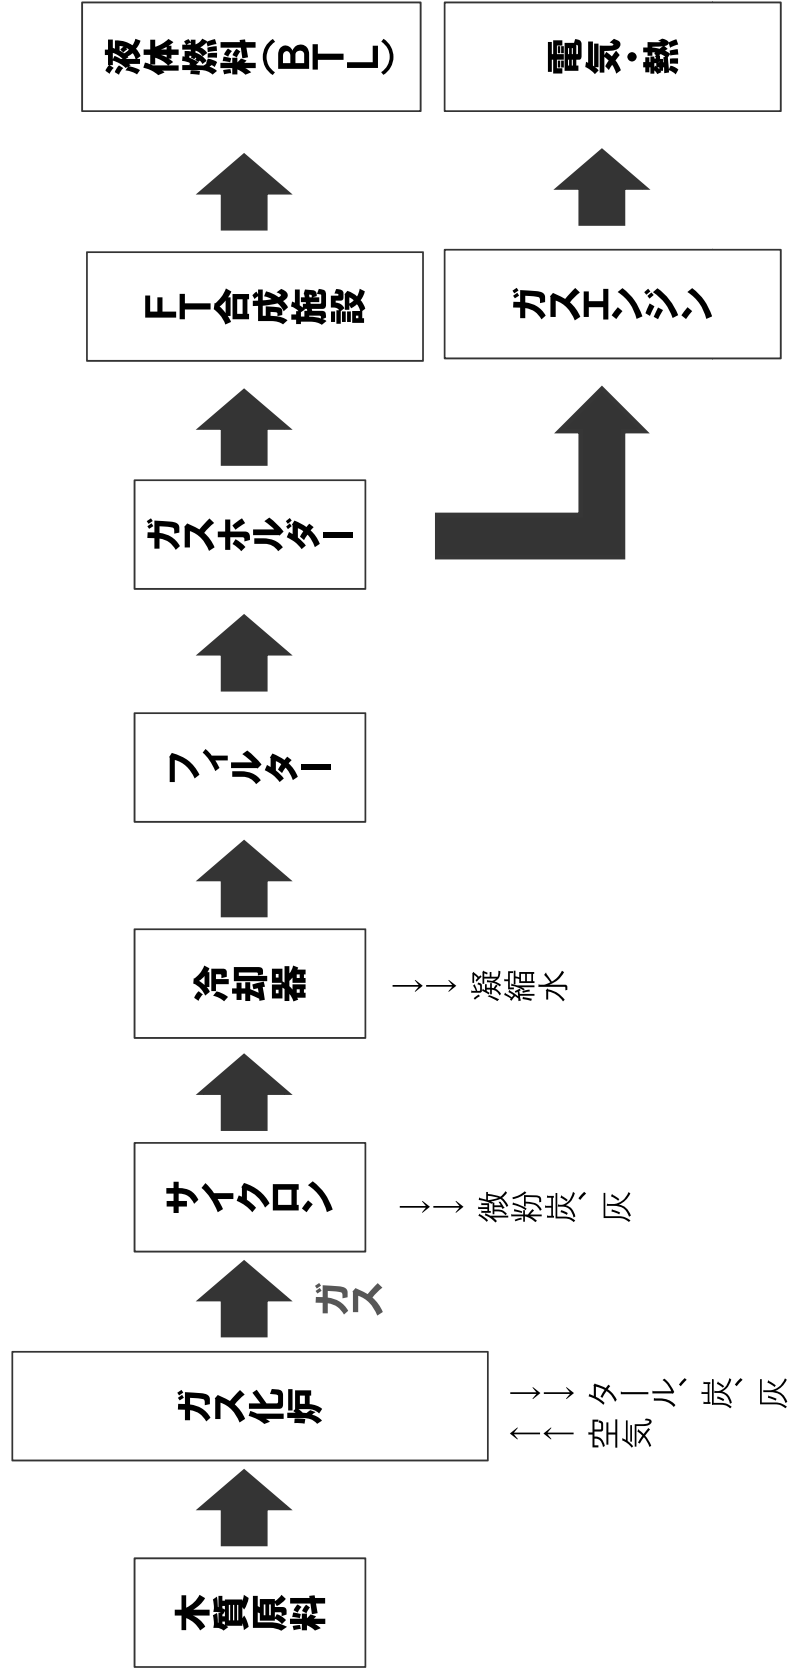 木質原料
ガス化炉
↑↑空気
↓↓タール、炭、灰
ガス
サイクロン
↓↓微粉炭、灰
冷却器
↓↓凝縮水
フィルター
ガスホルダー
FT合成施設
ガスエンジン
液体燃料(BTL)
電気・熱